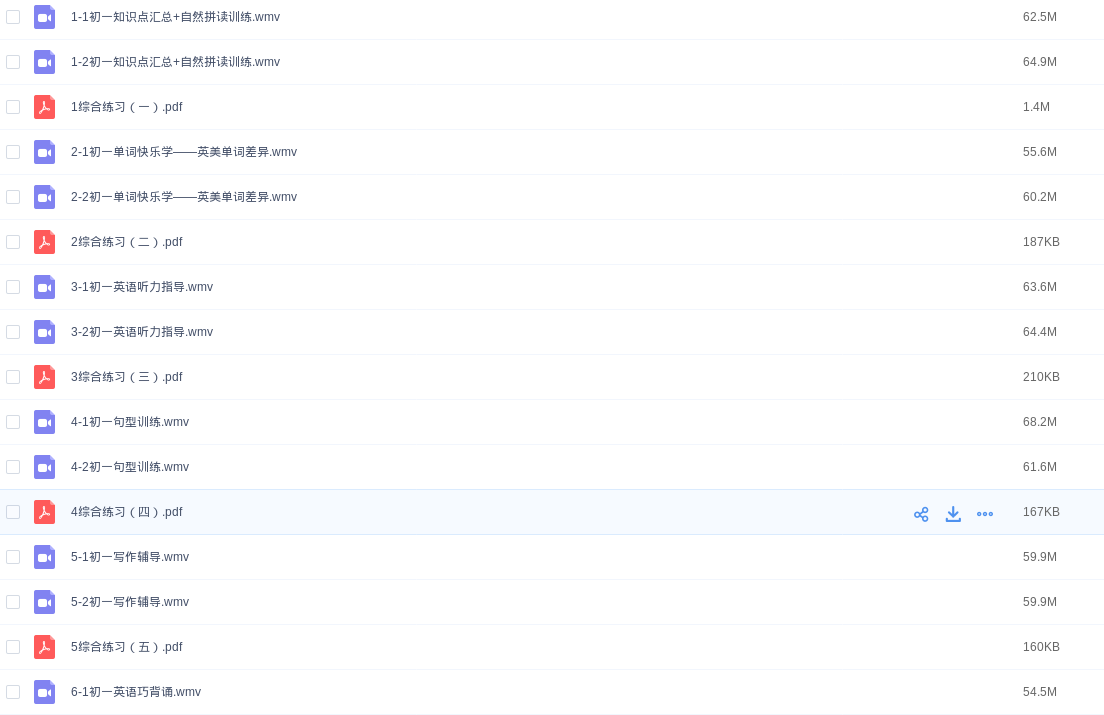 1-1初一知识点汇总+自然拼读训练.wmv 62.5M
1-2初一知识点汇总+自然拼读训练.wmv 64.9M
1综合练习（一）.pdf 1.4M
2-1初一单词快乐学——英美单词差异.wmv 55.6M
2-2初一单词快乐学——英美单词差异.wmv 60.2M
2综合练习（二）.pdf 187KB
3-1初一英语听力指导.wmv 63.6M
3-2初一英语听力指导.wmv 64.4M
3综合练习（三）.pdf 210KB
4-1初一句型训练.wmv 68.2M
4-2初一句型训练.wmv 61.6M
4综合练习（四）.pdf 167KB
5-1初一写作辅导.wmv 59.9M
5-2初一写作辅导.wmv 59.9M
5综合练习（五）.pdf 160KB
6-1初一英语巧背诵.wmv 54.5M